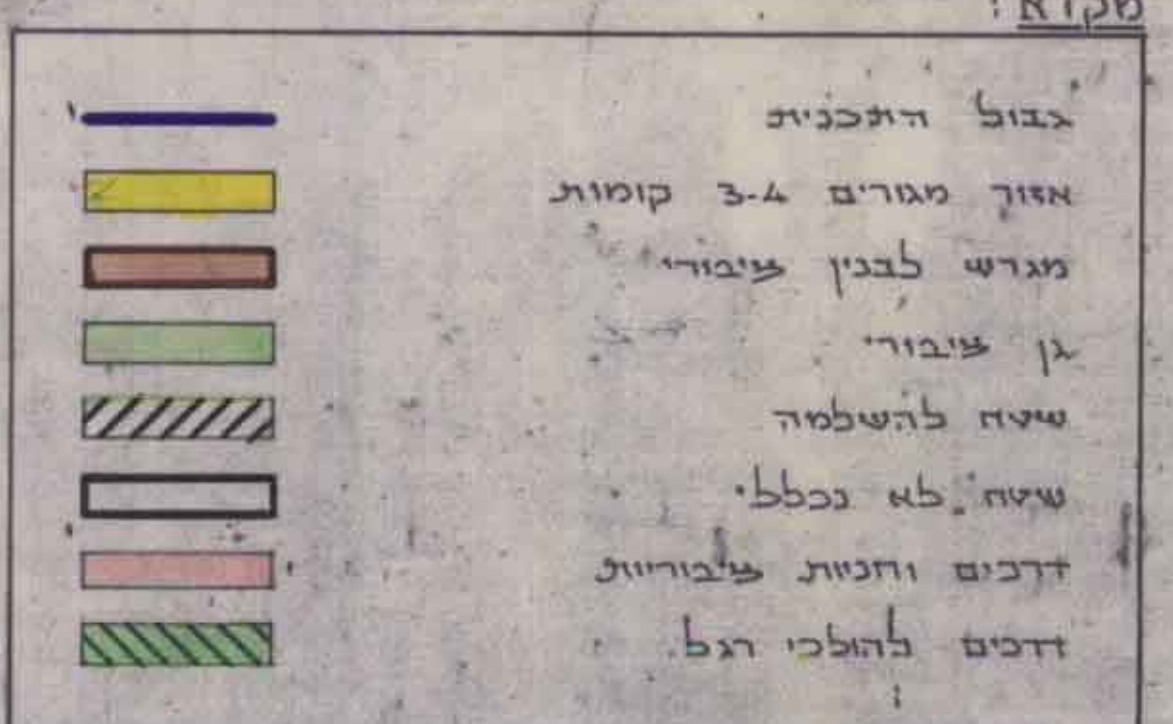 מקרא:
גבול התכנית
אזור מגורים 3-4 קומות
מגרש לבנין ציבורי
גן ציבורי
שטח להשלמה
שטח לא נכלל
דרכים וחניות ציבוריות
דרכים להולכי רגל